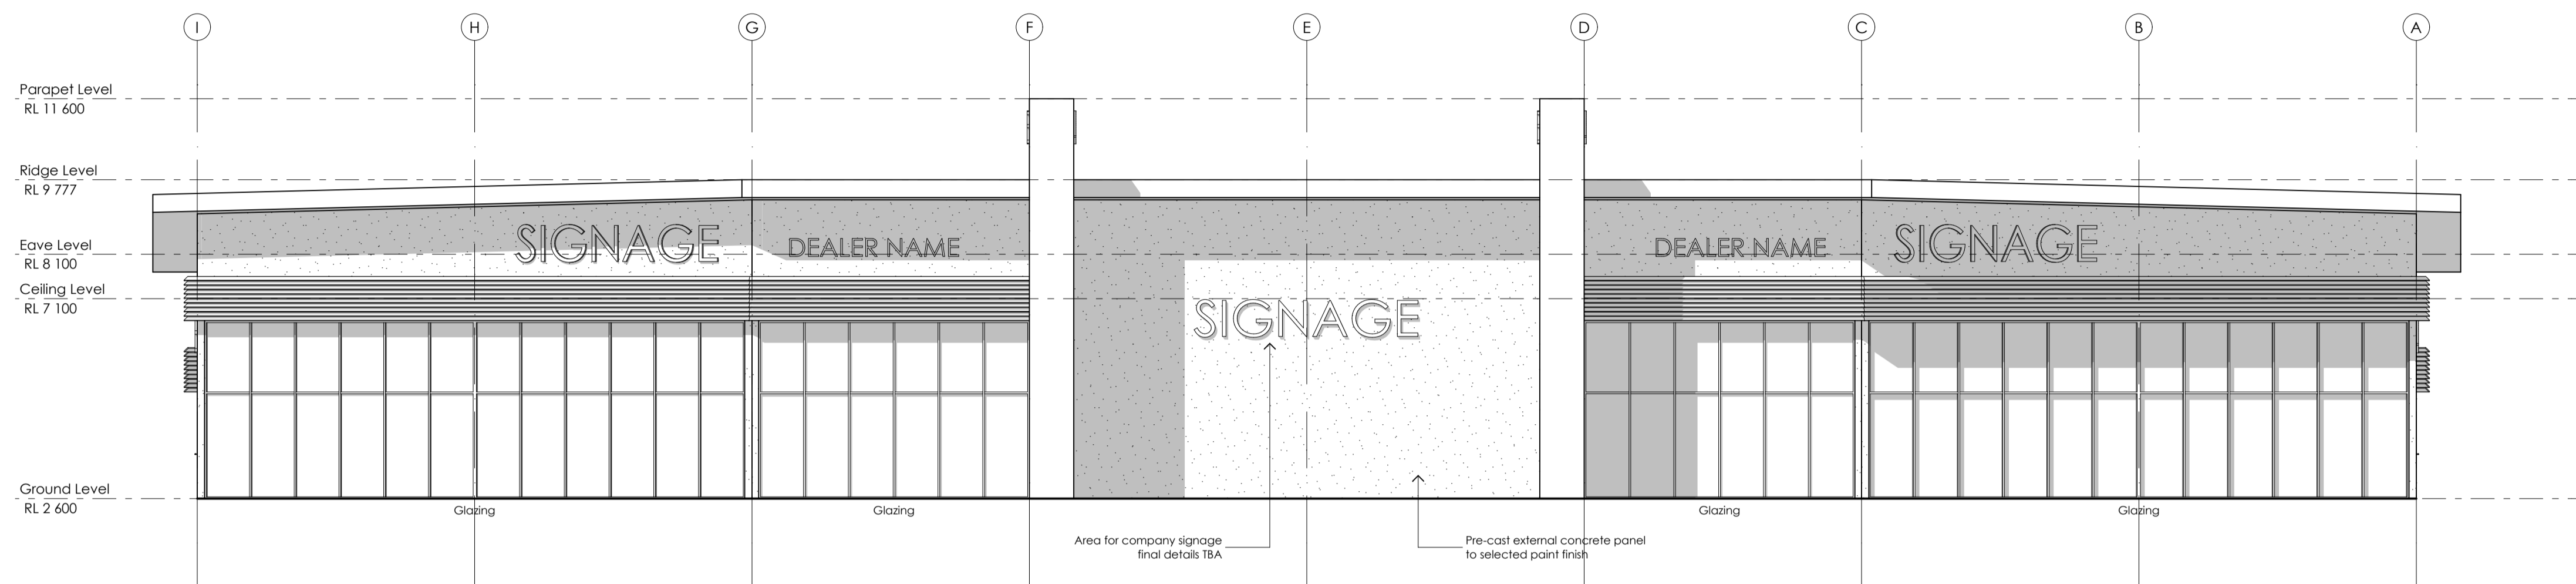 I H G F E D C B A
Parapet Level
RL 11 600
Ridge Level
RL 9 777
SIGNAGE DEALER NAME DEALER NAME SIGNAGE
Eave Level
RL 8 100
Ceiling Level
RL 7 100
SIGNAGE
Ground Level
RL 2 600
Glazing Glazing Glazing Glazing
Area for company signage
final details TBA
Pre-cast external concrete panel
to selected paint finish